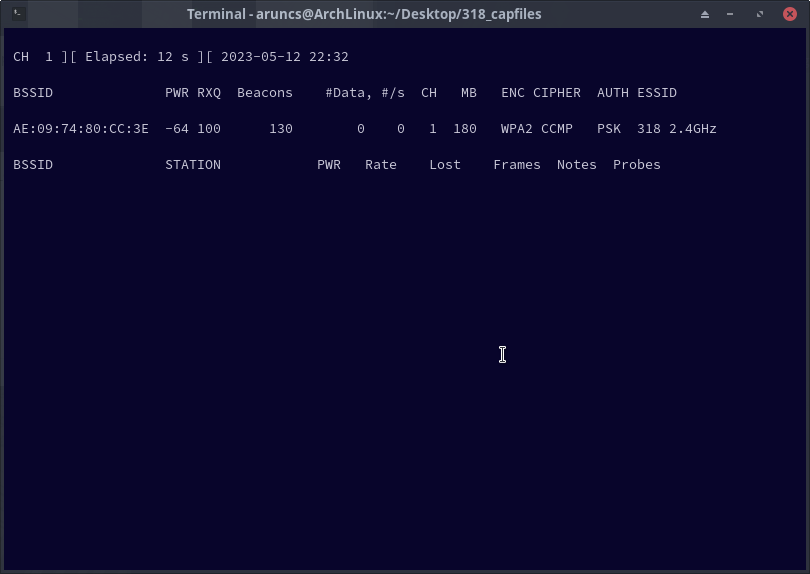 Terminal - aruncs@ArchLinux:~/Desktop/318_capfiles
CH  1 ][ Elapsed: 12 s ][ 2023-05-12 22:32
BSSID              PWR RXQ  Beacons    #Data, #/s  CH   MB   ENC CIPHER  AUTH ESSID
AE:09:74:80:CC:3E  -64 100      130        0    0   1  180   WPA2 CCMP   PSK  318 2.4GHz
BSSID              STATION            PWR   Rate    Lost    Frames  Notes  Probes